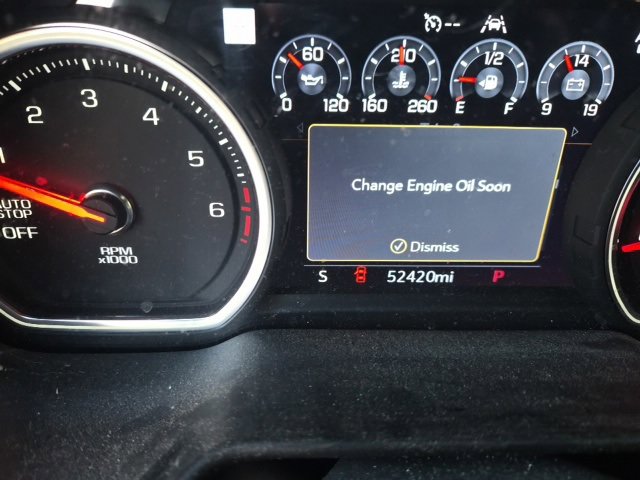 60 210 1/2 14
0 120 160 260 E F 9 19
1 2 3 4 5 6
AUTO
STOP
OFF
RPM
x1000
Change Engine Oil Soon
Dismiss
S 52420mi P